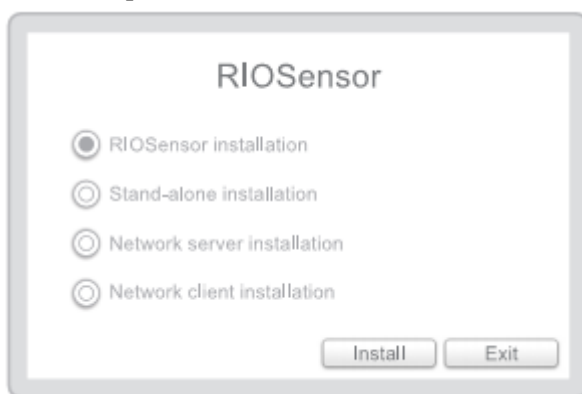 RIOSensor
RIOSensor installation
Stand-alone installation
Network server installation
Network client installation
Install Exit